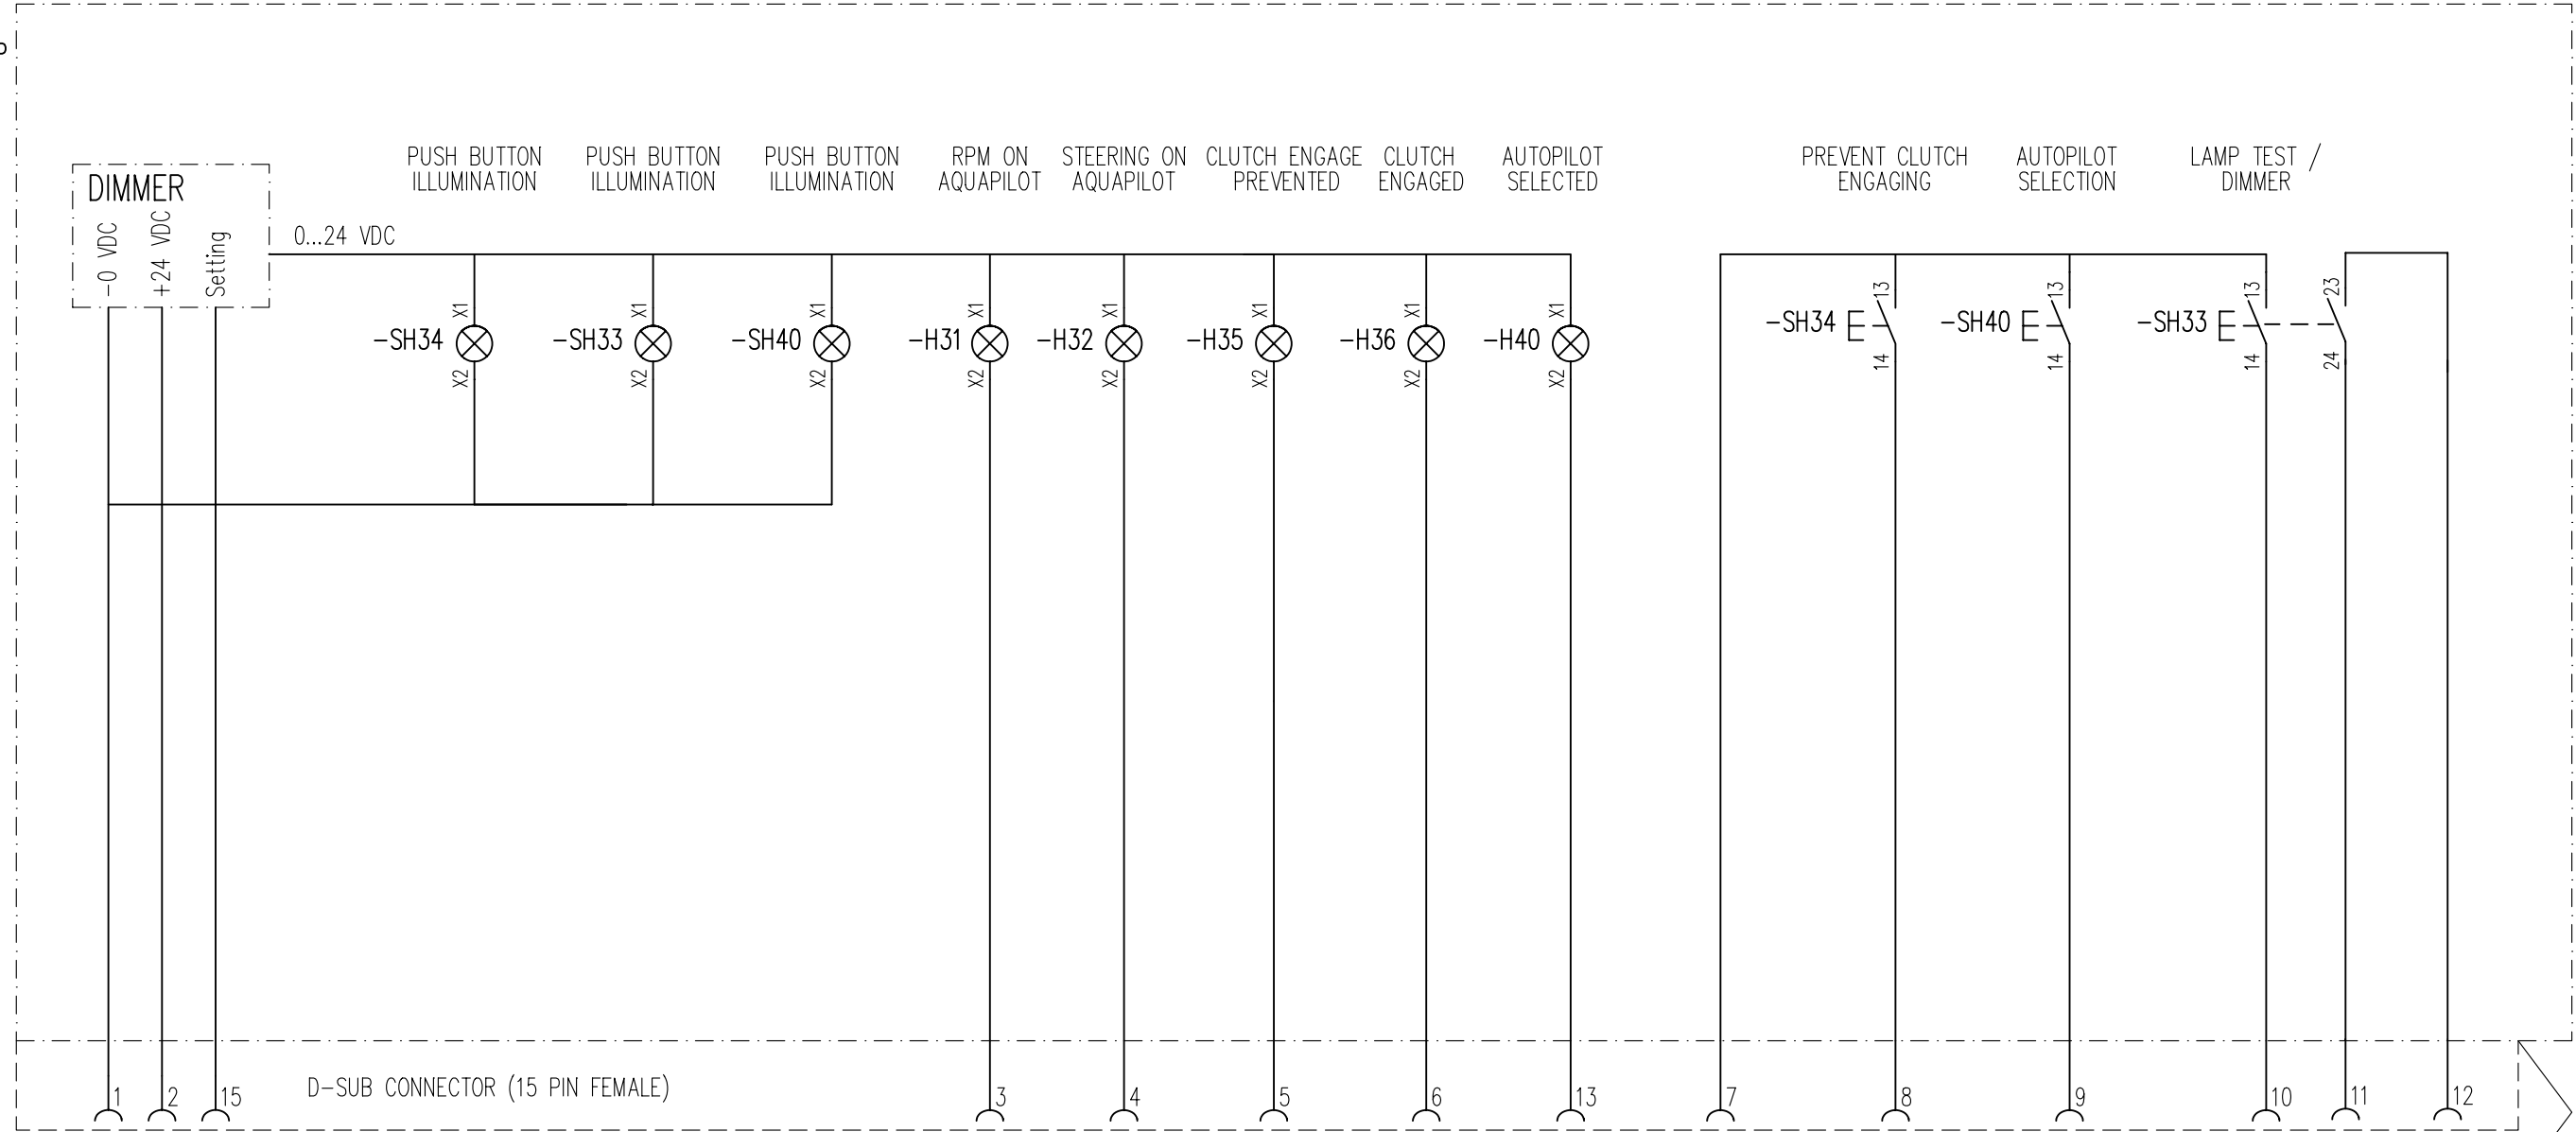 PUSH BUTTON
ILLUMINATION
PUSH BUTTON
ILLUMINATION
PUSH BUTTON
ILLUMINATION
RPM ON
AQUAPILOT
STEERING ON
AQUAPILOT
CLUTCH ENGAGE
PREVENTED
CLUTCH
ENGAGED
AUTOPILOT
SELECTED
PREVENT CLUTCH
ENGAGING
AUTOPILOT
SELECTION
LAMP TEST /
DIMMER
DIMMER
-0 VDC
+24 VDC
Setting
0...24 VDC
X1
-SH34
X2
X1
-SH33
X2
X1
-SH40
X2
X1
-H31
X2
X1
-H32
X2
X1
-H35
X2
X1
-H36
X2
X1
-H40
X2
13
-SH34
14
13
-SH40
14
13
-SH33
14
23
24
D-SUB CONNECTOR (15 PIN FEMALE)
1
2
15
3
4
5
6
13
7
8
9
10
11
12